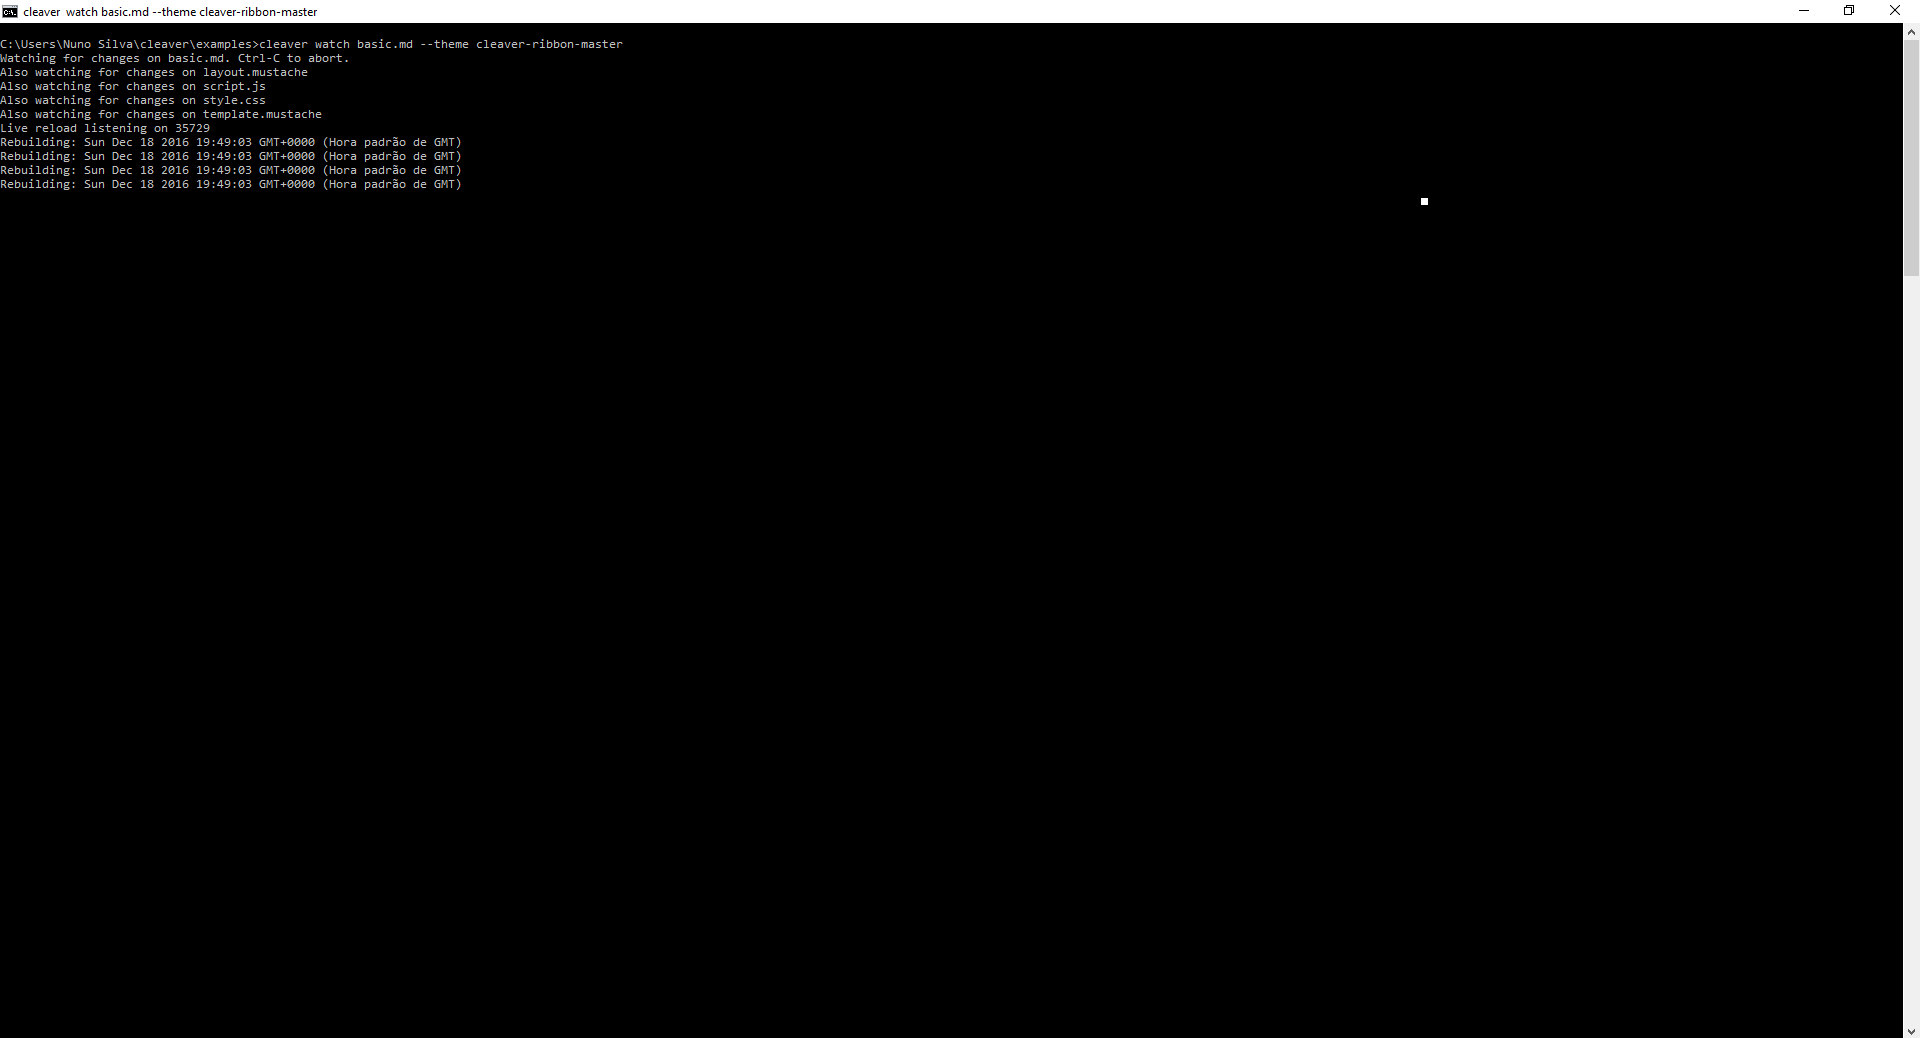 cleaver  watch basic.md --theme cleaver-ribbon-master
C:\Users\Nuno Silva\cleaver\examples>cleaver watch basic.md --theme cleaver-ribbon-master
Watching for changes on basic.md. Ctrl-C to abort.
Also watching for changes on layout.mustache
Also watching for changes on script.js
Also watching for changes on style.css
Also watching for changes on template.mustache
Live reload listening on 35729
Rebuilding: Sun Dec 18 2016 19:49:03 GMT+0000 (Hora padrão de GMT)
Rebuilding: Sun Dec 18 2016 19:49:03 GMT+0000 (Hora padrão de GMT)
Rebuilding: Sun Dec 18 2016 19:49:03 GMT+0000 (Hora padrão de GMT)
Rebuilding: Sun Dec 18 2016 19:49:03 GMT+0000 (Hora padrão de GMT)